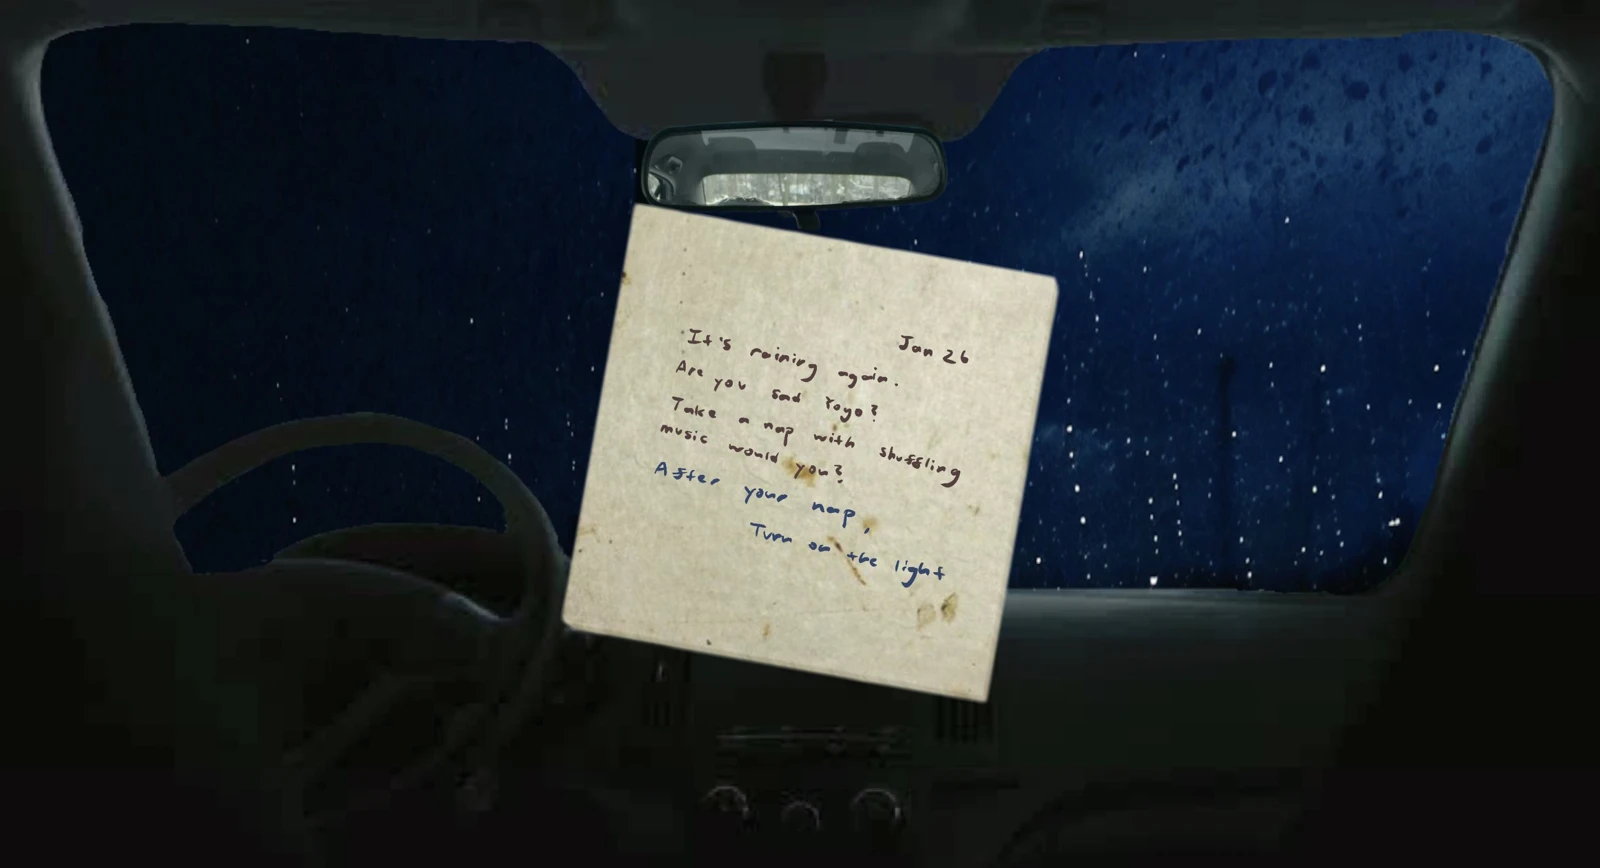 Jan 26
It's raining again.
Are you sad Yoyo?
Take a nap with shuffling
music would you?
After your nap,
Turn on the light